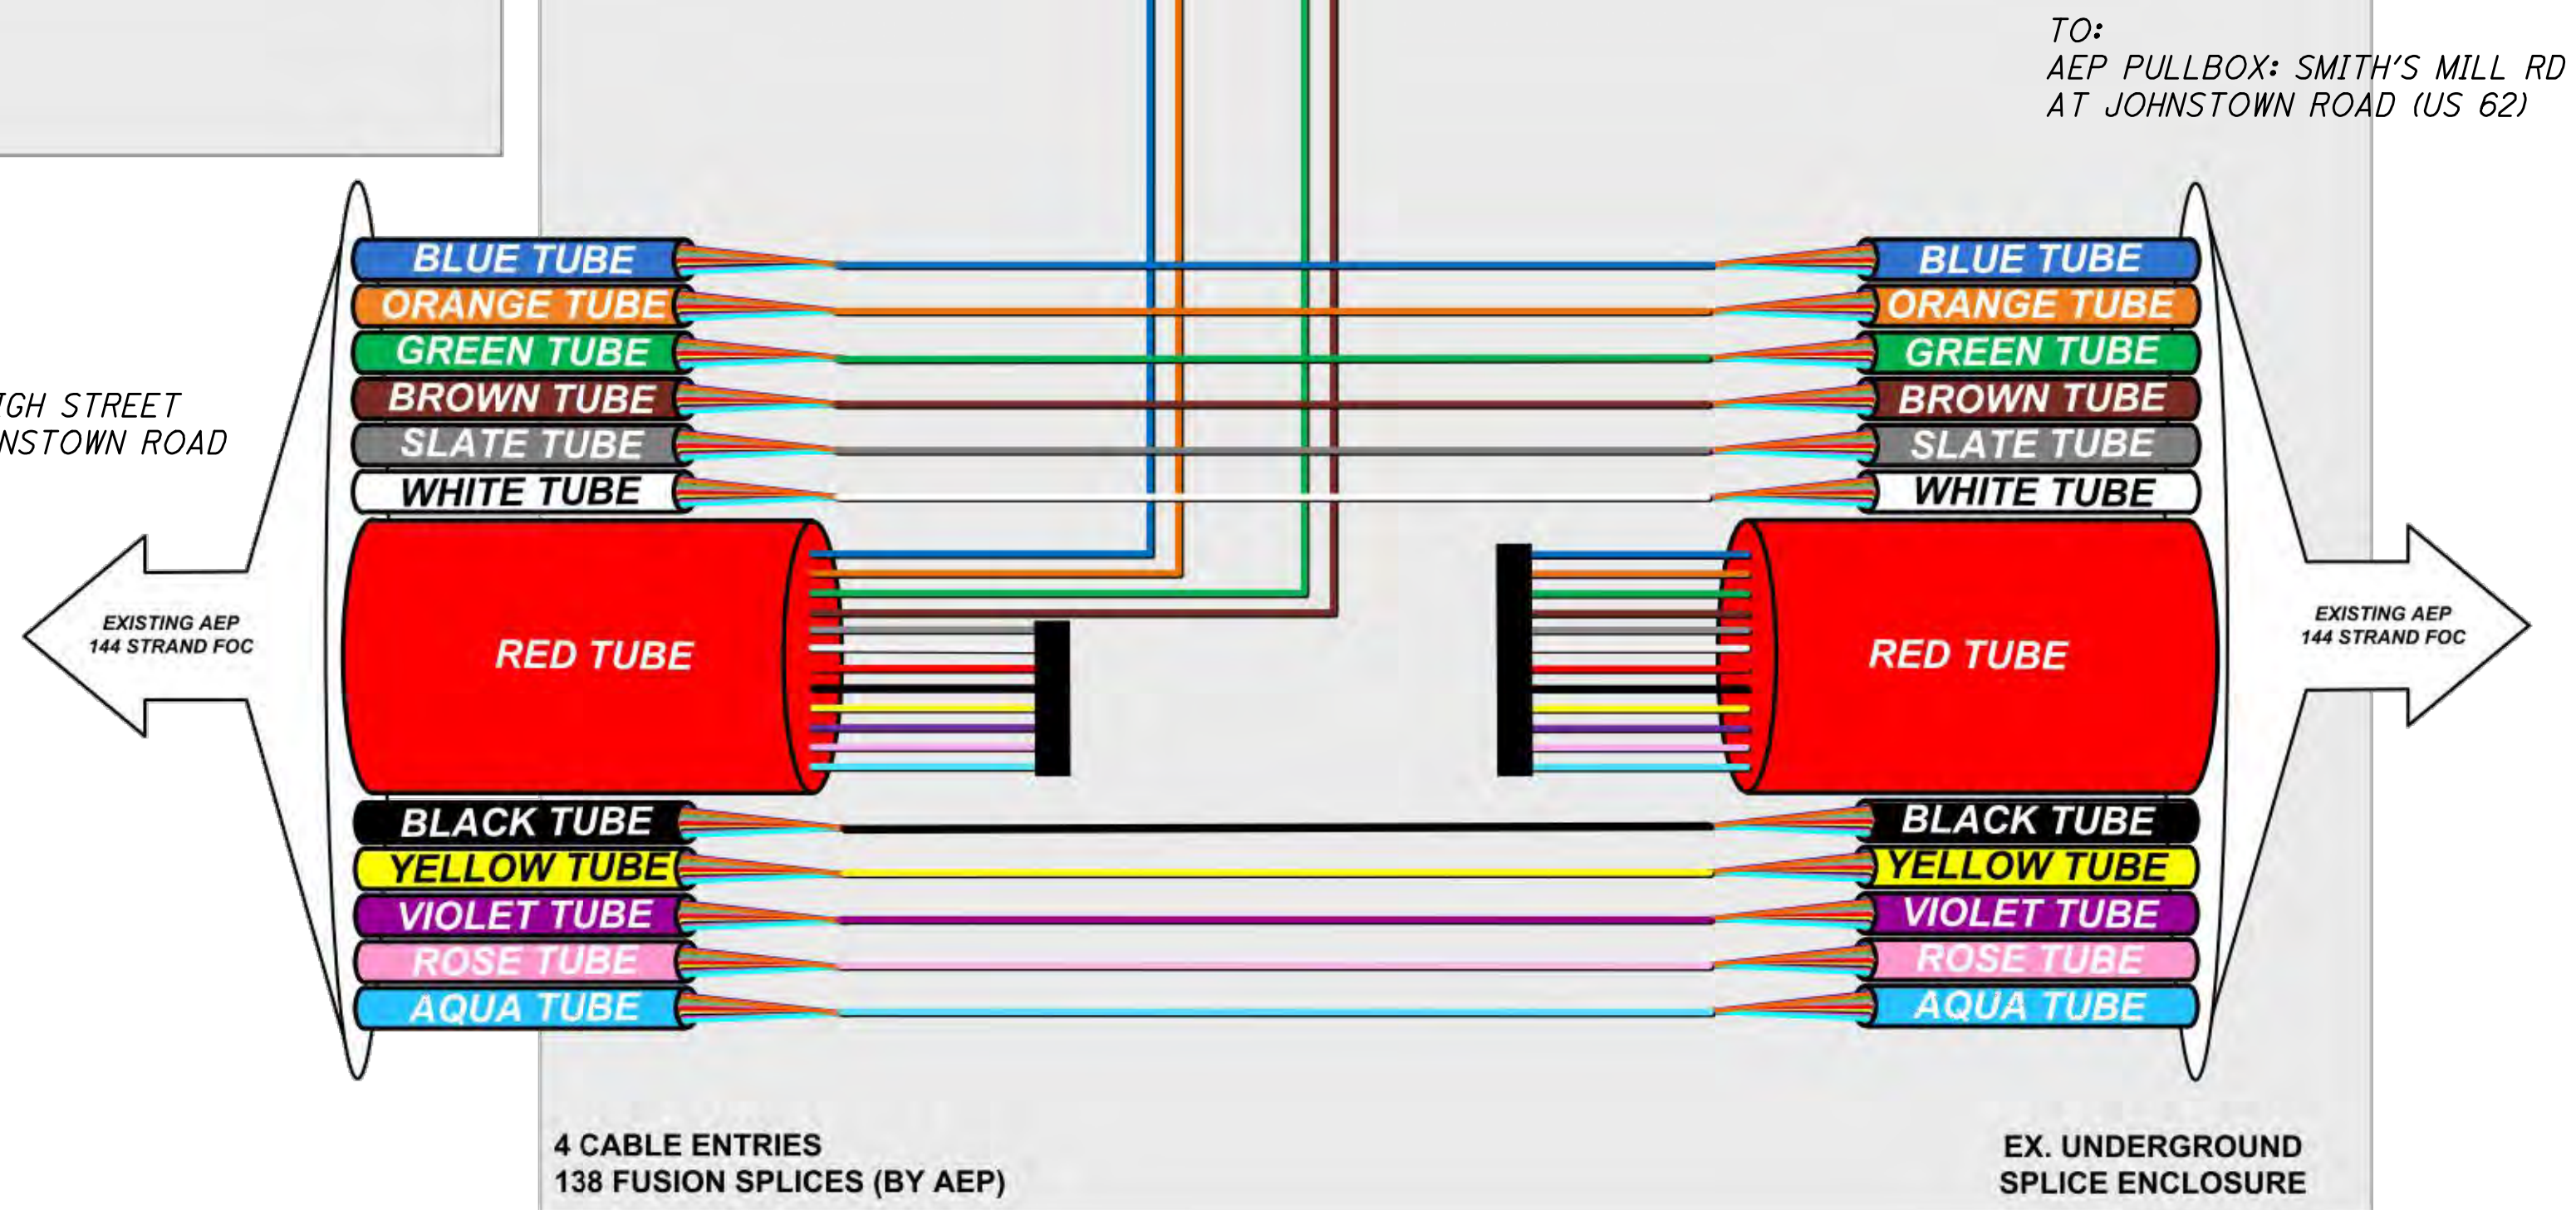 TO:
AEP PULLBOX: SMITH'S MILL RD
AT JOHNSTOWN ROAD (US 62)
IGH STREET
NSTOWN ROAD
BLUE TUBE
ORANGE TUBE
GREEN TUBE
BROWN TUBE
SLATE TUBE
WHITE TUBE
RED TUBE
BLACK TUBE
YELLOW TUBE
VIOLET TUBE
ROSE TUBE
AQUA TUBE
EXISTING AEP
144 STRAND FOC
BLUE TUBE
ORANGE TUBE
GREEN TUBE
BROWN TUBE
SLATE TUBE
WHITE TUBE
RED TUBE
BLACK TUBE
YELLOW TUBE
VIOLET TUBE
ROSE TUBE
AQUA TUBE
EXISTING AEP
144 STRAND FOC
4 CABLE ENTRIES
138 FUSION SPLICES (BY AEP)
EX. UNDERGROUND
SPLICE ENCLOSURE